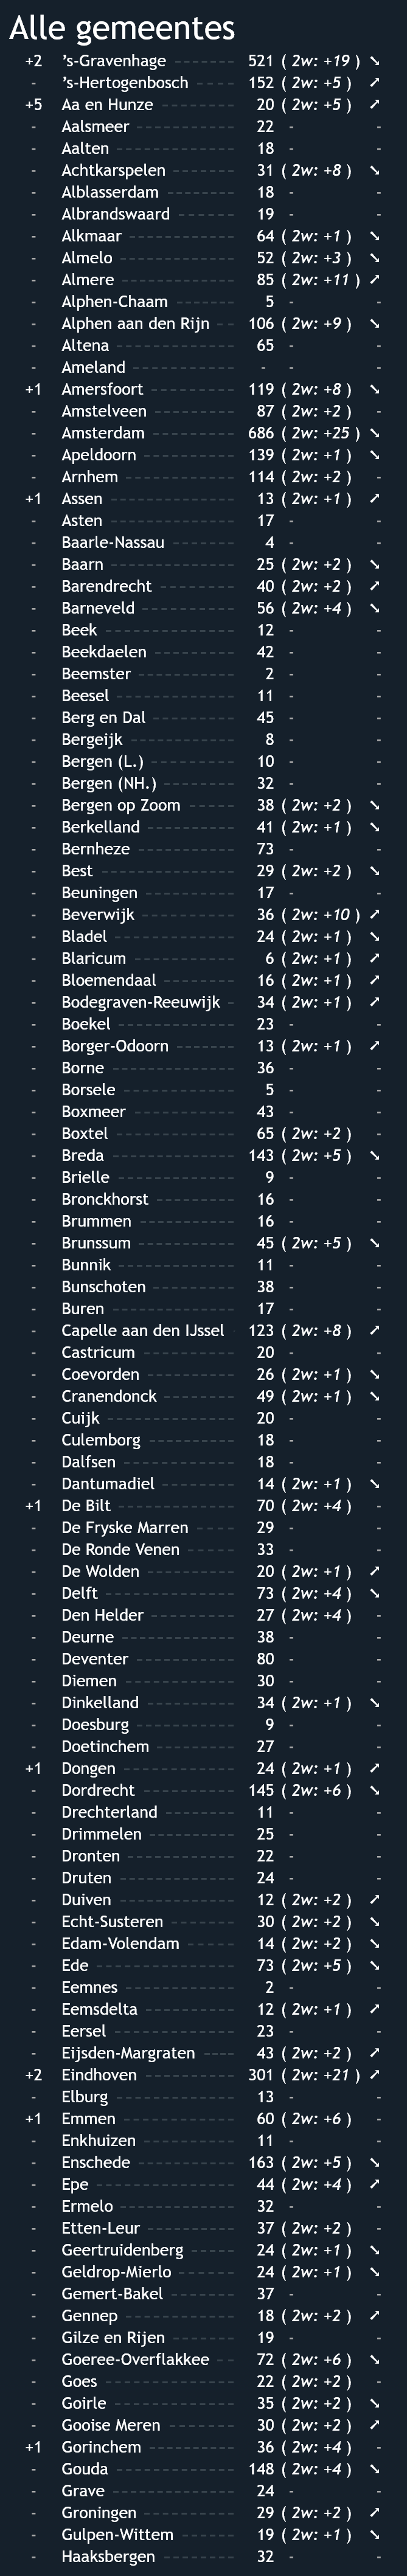 Alle gemeentes
+2 ’s-Gravenhage 521 ( 2w: +19 ) ➘
- ’s-Hertogenbosch 152 ( 2w: +5 ) ➚
+5 Aa en Hunze 20 ( 2w: +5 ) ➚
- Aalsmeer 22 - -
- Aalten 18 - -
- Achtkarspelen 31 ( 2w: +8 ) ➘
- Alblasserdam 18 - -
- Albrandswaard 19 - -
- Alkmaar 64 ( 2w: +1 ) ➘
- Almelo 52 ( 2w: +3 ) ➘
- Almere 85 ( 2w: +11 ) ➚
- Alphen-Chaam 5 - -
- Alphen aan den Rijn 106 ( 2w: +9 ) ➘
- Altena 65 - -
- Ameland - - -
+1 Amersfoort 119 ( 2w: +8 ) ➘
- Amstelveen 87 ( 2w: +2 ) -
- Amsterdam 686 ( 2w: +25 ) ➘
- Apeldoorn 139 ( 2w: +1 ) ➘
- Arnhem 114 ( 2w: +2 ) -
+1 Assen 13 ( 2w: +1 ) ➚
- Asten 17 - -
- Baarle-Nassau 4 - -
- Baarn 25 ( 2w: +2 ) ➘
- Barendrecht 40 ( 2w: +2 ) ➚
- Barneveld 56 ( 2w: +4 ) ➘
- Beek 12 - -
- Beekdaelen 42 - -
- Beemster 2 - -
- Beesel 11 - -
- Berg en Dal 45 - -
- Bergeijk 8 - -
- Bergen (L.) 10 - -
- Bergen (NH.) 32 - -
- Bergen op Zoom 38 ( 2w: +2 ) ➘
- Berkelland 41 ( 2w: +1 ) ➘
- Bernheze 73 - -
- Best 29 ( 2w: +2 ) ➘
- Beuningen 17 - -
- Beverwijk 36 ( 2w: +10 ) ➚
- Bladel 24 ( 2w: +1 ) ➘
- Blaricum 6 ( 2w: +1 ) ➚
- Bloemendaal 16 ( 2w: +1 ) ➚
- Bodegraven-Reeuwijk 34 ( 2w: +1 ) ➚
- Boekel 23 - -
- Borger-Odoorn 13 ( 2w: +1 ) ➚
- Borne 36 - -
- Borsele 5 - -
- Boxmeer 43 - -
- Boxtel 65 ( 2w: +2 ) -
- Breda 143 ( 2w: +5 ) ➘
- Brielle 9 - -
- Bronckhorst 16 - -
- Brummen 16 - -
- Brunssum 45 ( 2w: +5 ) ➘
- Bunnik 11 - -
- Bunschoten 38 - -
- Buren 17 - -
- Capelle aan den IJssel 123 ( 2w: +8 ) ➚
- Castricum 20 - -
- Coevorden 26 ( 2w: +1 ) ➘
- Cranendonck 49 ( 2w: +1 ) ➘
- Cuijk 20 - -
- Culemborg 18 - -
- Dalfsen 18 - -
- Dantumadiel 14 ( 2w: +1 ) ➘
+1 De Bilt 70 ( 2w: +4 ) -
- De Fryske Marren 29 - -
- De Ronde Venen 33 - -
- De Wolden 20 ( 2w: +1 ) ➚
- Delft 73 ( 2w: +4 ) ➘
- Den Helder 27 ( 2w: +4 ) -
- Deurne 38 - -
- Deventer 80 - -
- Diemen 30 - -
- Dinkelland 34 ( 2w: +1 ) ➘
- Doesburg 9 - -
- Doetinchem 27 - -
+1 Dongen 24 ( 2w: +1 ) ➚
- Dordrecht 145 ( 2w: +6 ) ➘
- Drechterland 11 - -
- Drimmelen 25 - -
- Dronten 22 - -
- Druten 24 - -
- Duiven 12 ( 2w: +2 ) ➚
- Echt-Susteren 30 ( 2w: +2 ) ➘
- Edam-Volendam 14 ( 2w: +2 ) ➘
- Ede 73 ( 2w: +5 ) ➘
- Eemnes 2 - -
- Eemsdelta 12 ( 2w: +1 ) ➚
- Eersel 23 - -
- Eijsden-Margraten 43 ( 2w: +2 ) ➚
+2 Eindhoven 301 ( 2w: +21 ) ➚
- Elburg 13 - -
+1 Emmen 60 ( 2w: +6 ) -
- Enkhuizen 11 - -
- Enschede 163 ( 2w: +5 ) ➘
- Epe 44 ( 2w: +4 ) ➚
- Ermelo 32 - -
- Etten-Leur 37 ( 2w: +2 ) -
- Geertruidenberg 24 ( 2w: +1 ) ➘
- Geldrop-Mierlo 24 ( 2w: +1 ) ➘
- Gemert-Bakel 37 - -
- Gennep 18 ( 2w: +2 ) ➚
- Gilze en Rijen 19 - -
- Goeree-Overflakkee 72 ( 2w: +6 ) ➘
- Goes 22 ( 2w: +2 ) -
- Goirle 35 ( 2w: +2 ) ➘
- Gooise Meren 30 ( 2w: +2 ) ➚
+1 Gorinchem 36 ( 2w: +4 ) -
- Gouda 148 ( 2w: +4 ) ➘
- Grave 24 - -
- Groningen 29 ( 2w: +2 ) ➚
- Gulpen-Wittem 19 ( 2w: +1 ) ➘
- Haaksbergen 32 - -